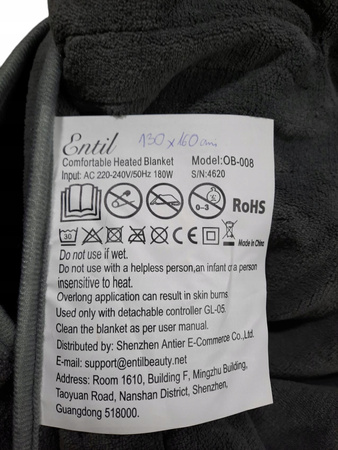 Entil 130 x 160 cm
Comfortable Heated Blanket Model:OB-008
Input: AC 220-240V/50Hz 180W S/N:4620
0-3 RoHS
30 CE Made in China
Do not use if wet.
Do not use with a helpless person,an infant or a person
insensitive to heat.
Overlong application can result in skin burns
Used only with detachable controller GL-05.
Clean the blanket as per user manual.
Distributed by: Shenzhen Antier E-Commerce Co.,Ltd.
E-mail: support@entilbeauty.net
Address: Room 1610, Building F, Mingzhu Building,
Taoyuan Road, Nanshan District, Shenzhen,
Guangdong 518000.